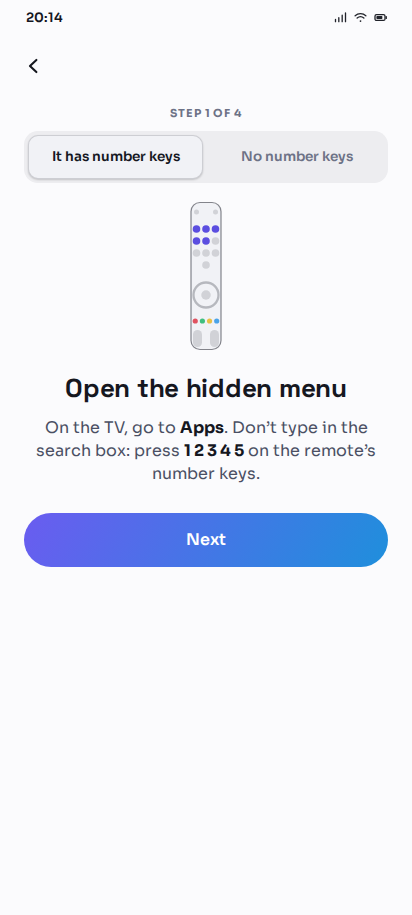 20:14
STEP 1 OF 4
It has number keys
No number keys
Open the hidden menu
On the TV, go to Apps. Don’t type in the
search box: press 1 2 3 4 5 on the remote’s
number keys.
Next